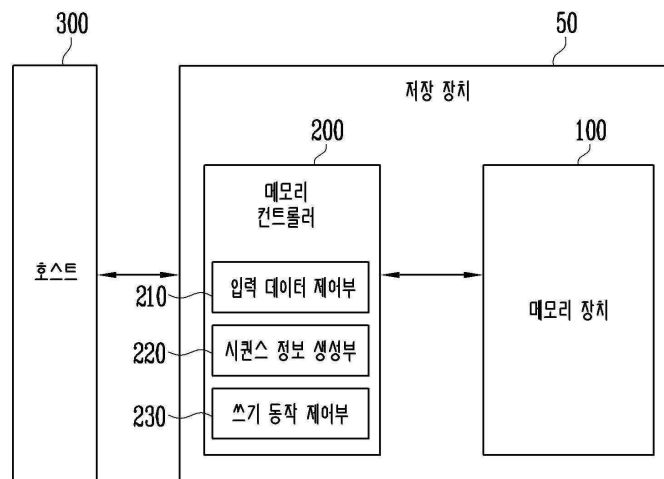 300
50
저장 장치
200
100
메모리
컨트롤러
호스트
입력 데이터 제어부
210
메모리 장치
시퀀스 정보 생성부
220
쓰기 동작 제어부
230